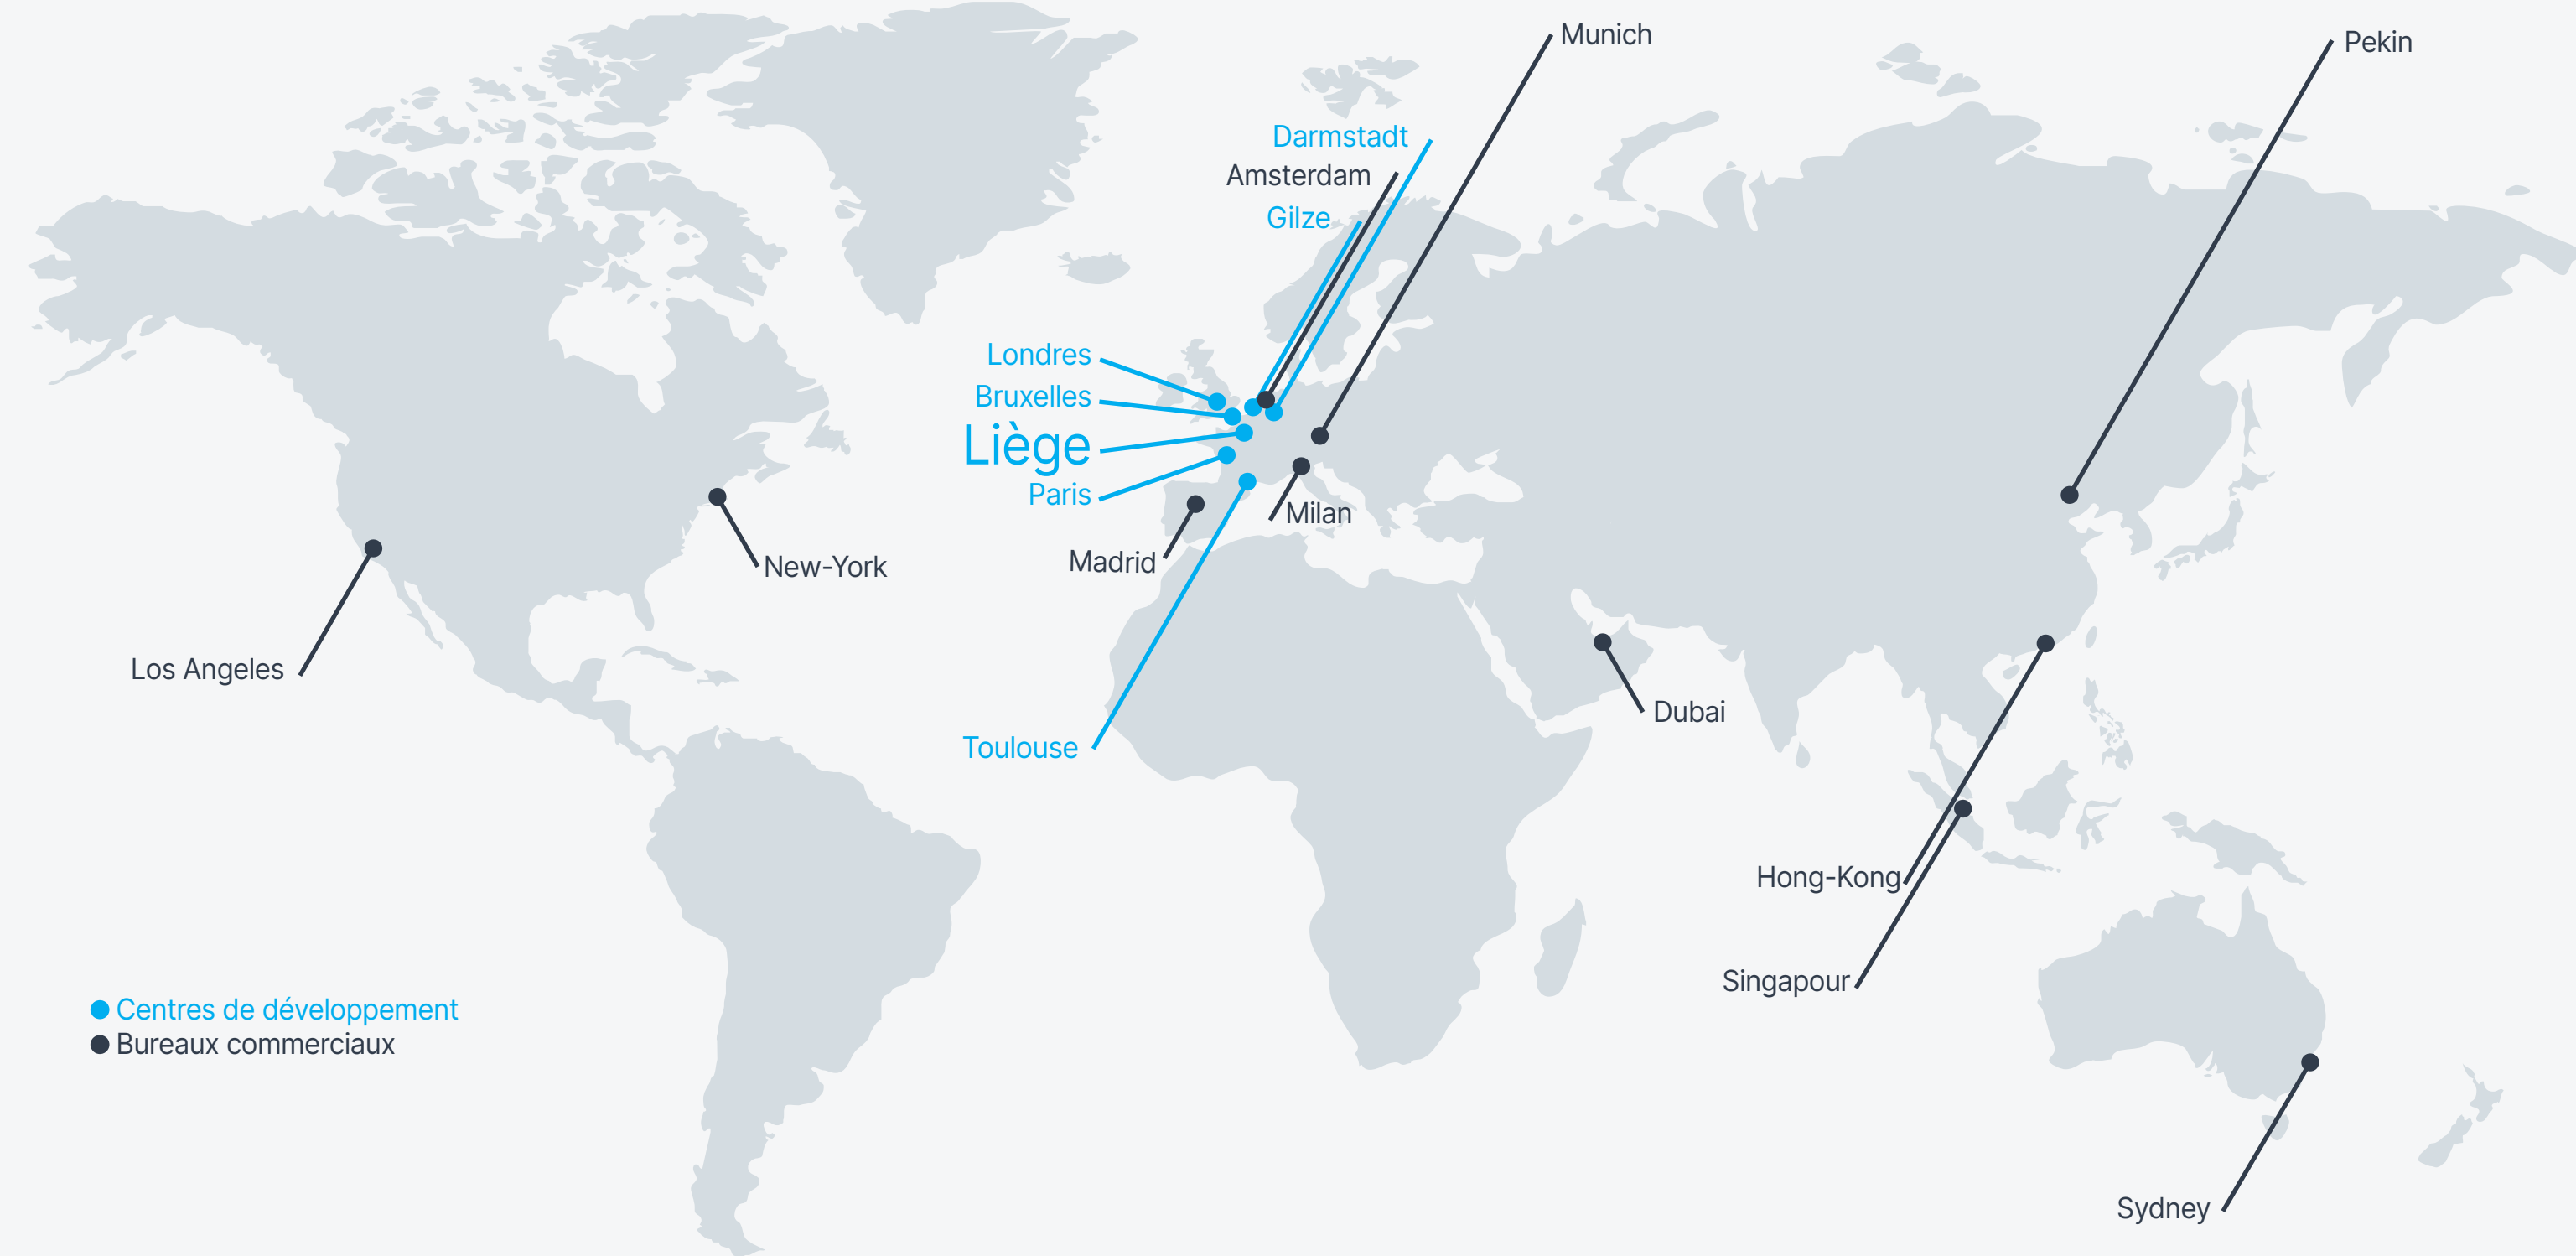 Munich
Pekin
Darmstadt
Amsterdam
Gilze
Londres
Bruxelles
Liège
Paris
Milan
Madrid
New-York
Los Angeles
Dubai
Toulouse
Hong-Kong
Singapour
Centres de développement
Bureaux commerciaux
Sydney